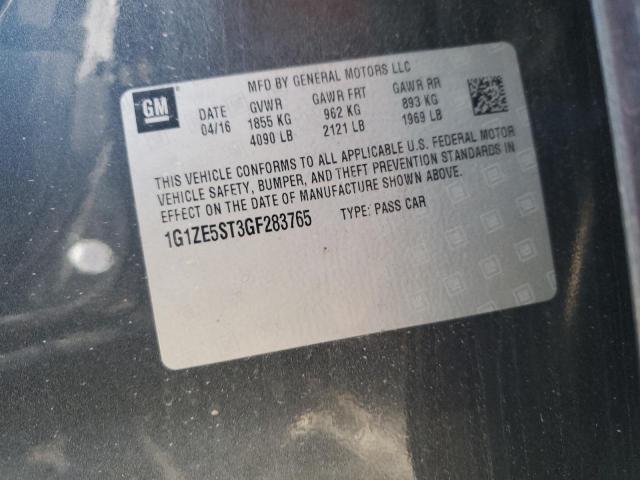 MFD BY GENERAL MOTORS LLC
GM
DATE GVWR GAWR FRT GAWR RR
04/16 1855 KG 962 KG 893 KG
4090 LB 2121 LB 1969 LB
THIS VEHICLE CONFORMS TO ALL APPLICABLE U.S. FEDERAL MOTOR
VEHICLE SAFETY, BUMPER, AND THEFT PREVENTION STANDARDS IN
EFFECT ON THE DATE OF MANUFACTURE SHOWN ABOVE.
1G1ZE5ST3GF283765 TYPE: PASS CAR